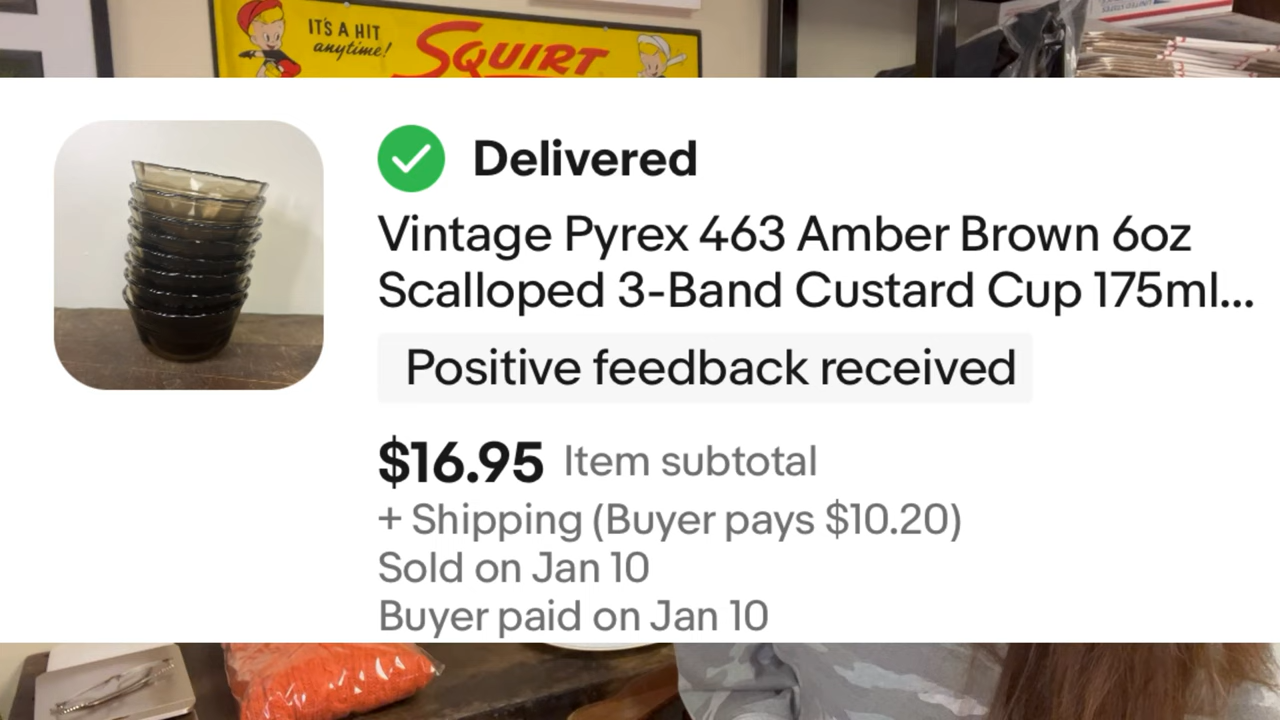 IT'S A HIT
anytime!
SQUIRT
Delivered
Vintage Pyrex 463 Amber Brown 6oz
Scalloped 3-Band Custard Cup 175ml...
Positive feedback received
$16.95 Item subtotal
+ Shipping (Buyer pays $10.20)
Sold on Jan 10
Buyer paid on Jan 10